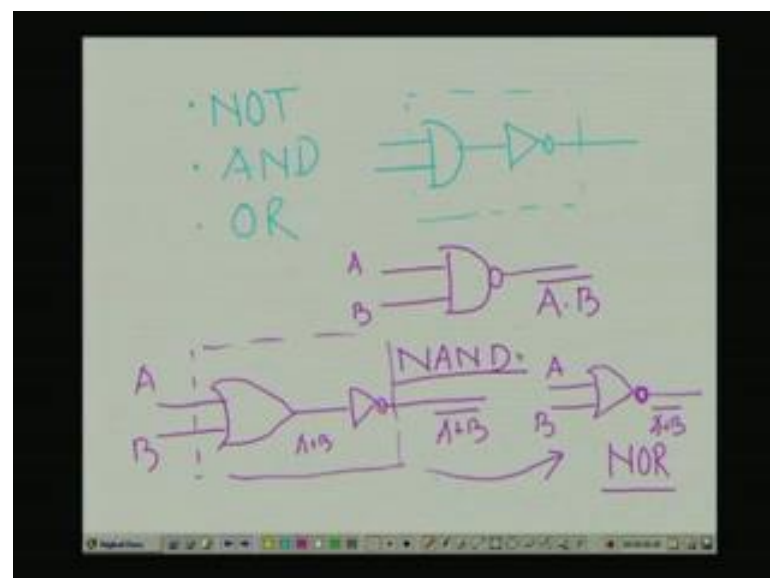 · NOT
· AND
· OR
A
B
A̅·̅B̅
NAND·
A
B
A+B
A̅+̅B̅
A
B
A̅+̅B̅
NOR